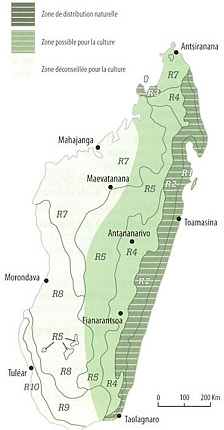 Zone de distribution naturelle
Zone possible pour la culture
Zone déconseillée pour la culture
Antsiranana
R7
R3
R4
Mahajanga
R7
R1
Maevatanana
R5
R2
R7
Toamasina
Antananarivo
R5
R4
Morondava
R2
R8
Fianarantsoa
R5
Tuléar
R8
R5
R4
R10
R9
0
100
200 Km
Taolagnaro